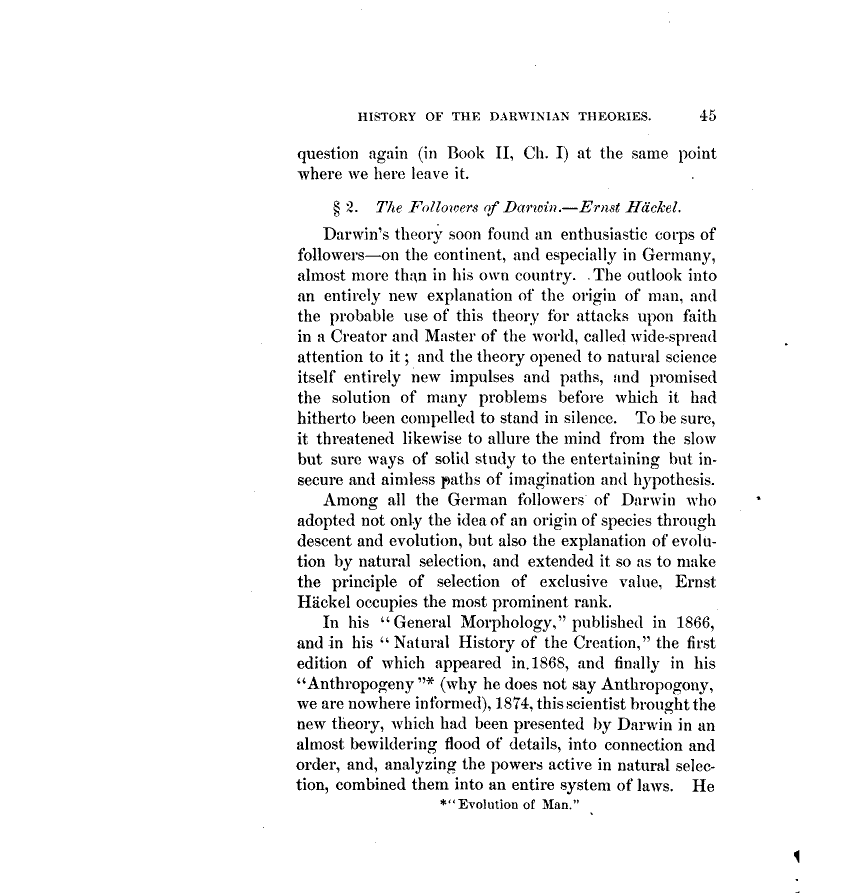 HISTORY OF THE DARWINIAN THEORIES. 45
question again (in Book II, Ch. I) at the same point
where we here leave it.
§ 2. The Followers of Darwin.—Ernst Häckel.
Darwin's theory soon found an enthusiastic corps of
followers—on the continent, and especially in Germany,
almost more than in his own country. The outlook into
an entirely new explanation of the origin of man, and
the probable use of this theory for attacks upon faith
in a Creator and Master of the world, called wide-spread
attention to it; and the theory opened to natural science
itself entirely new impulses and paths, and promised
the solution of many problems before which it had
hitherto been compelled to stand in silence. To be sure,
it threatened likewise to allure the mind from the slow
but sure ways of solid study to the entertaining but in-
secure and aimless paths of imagination and hypothesis.
Among all the German followers of Darwin who
adopted not only the idea of an origin of species through
descent and evolution, but also the explanation of evolu-
tion by natural selection, and extended it so as to make
the principle of selection of exclusive value, Ernst
Häckel occupies the most prominent rank.
In his "General Morphology," published in 1866,
and in his "Natural History of the Creation," the first
edition of which appeared in 1868, and finally in his
"Anthropogeny"* (why he does not say Anthropogony,
we are nowhere informed), 1874, this scientist brought the
new theory, which had been presented by Darwin in an
almost bewildering flood of details, into connection and
order, and, analyzing the powers active in natural selec-
tion, combined them into an entire system of laws. He
*"Evolution of Man."